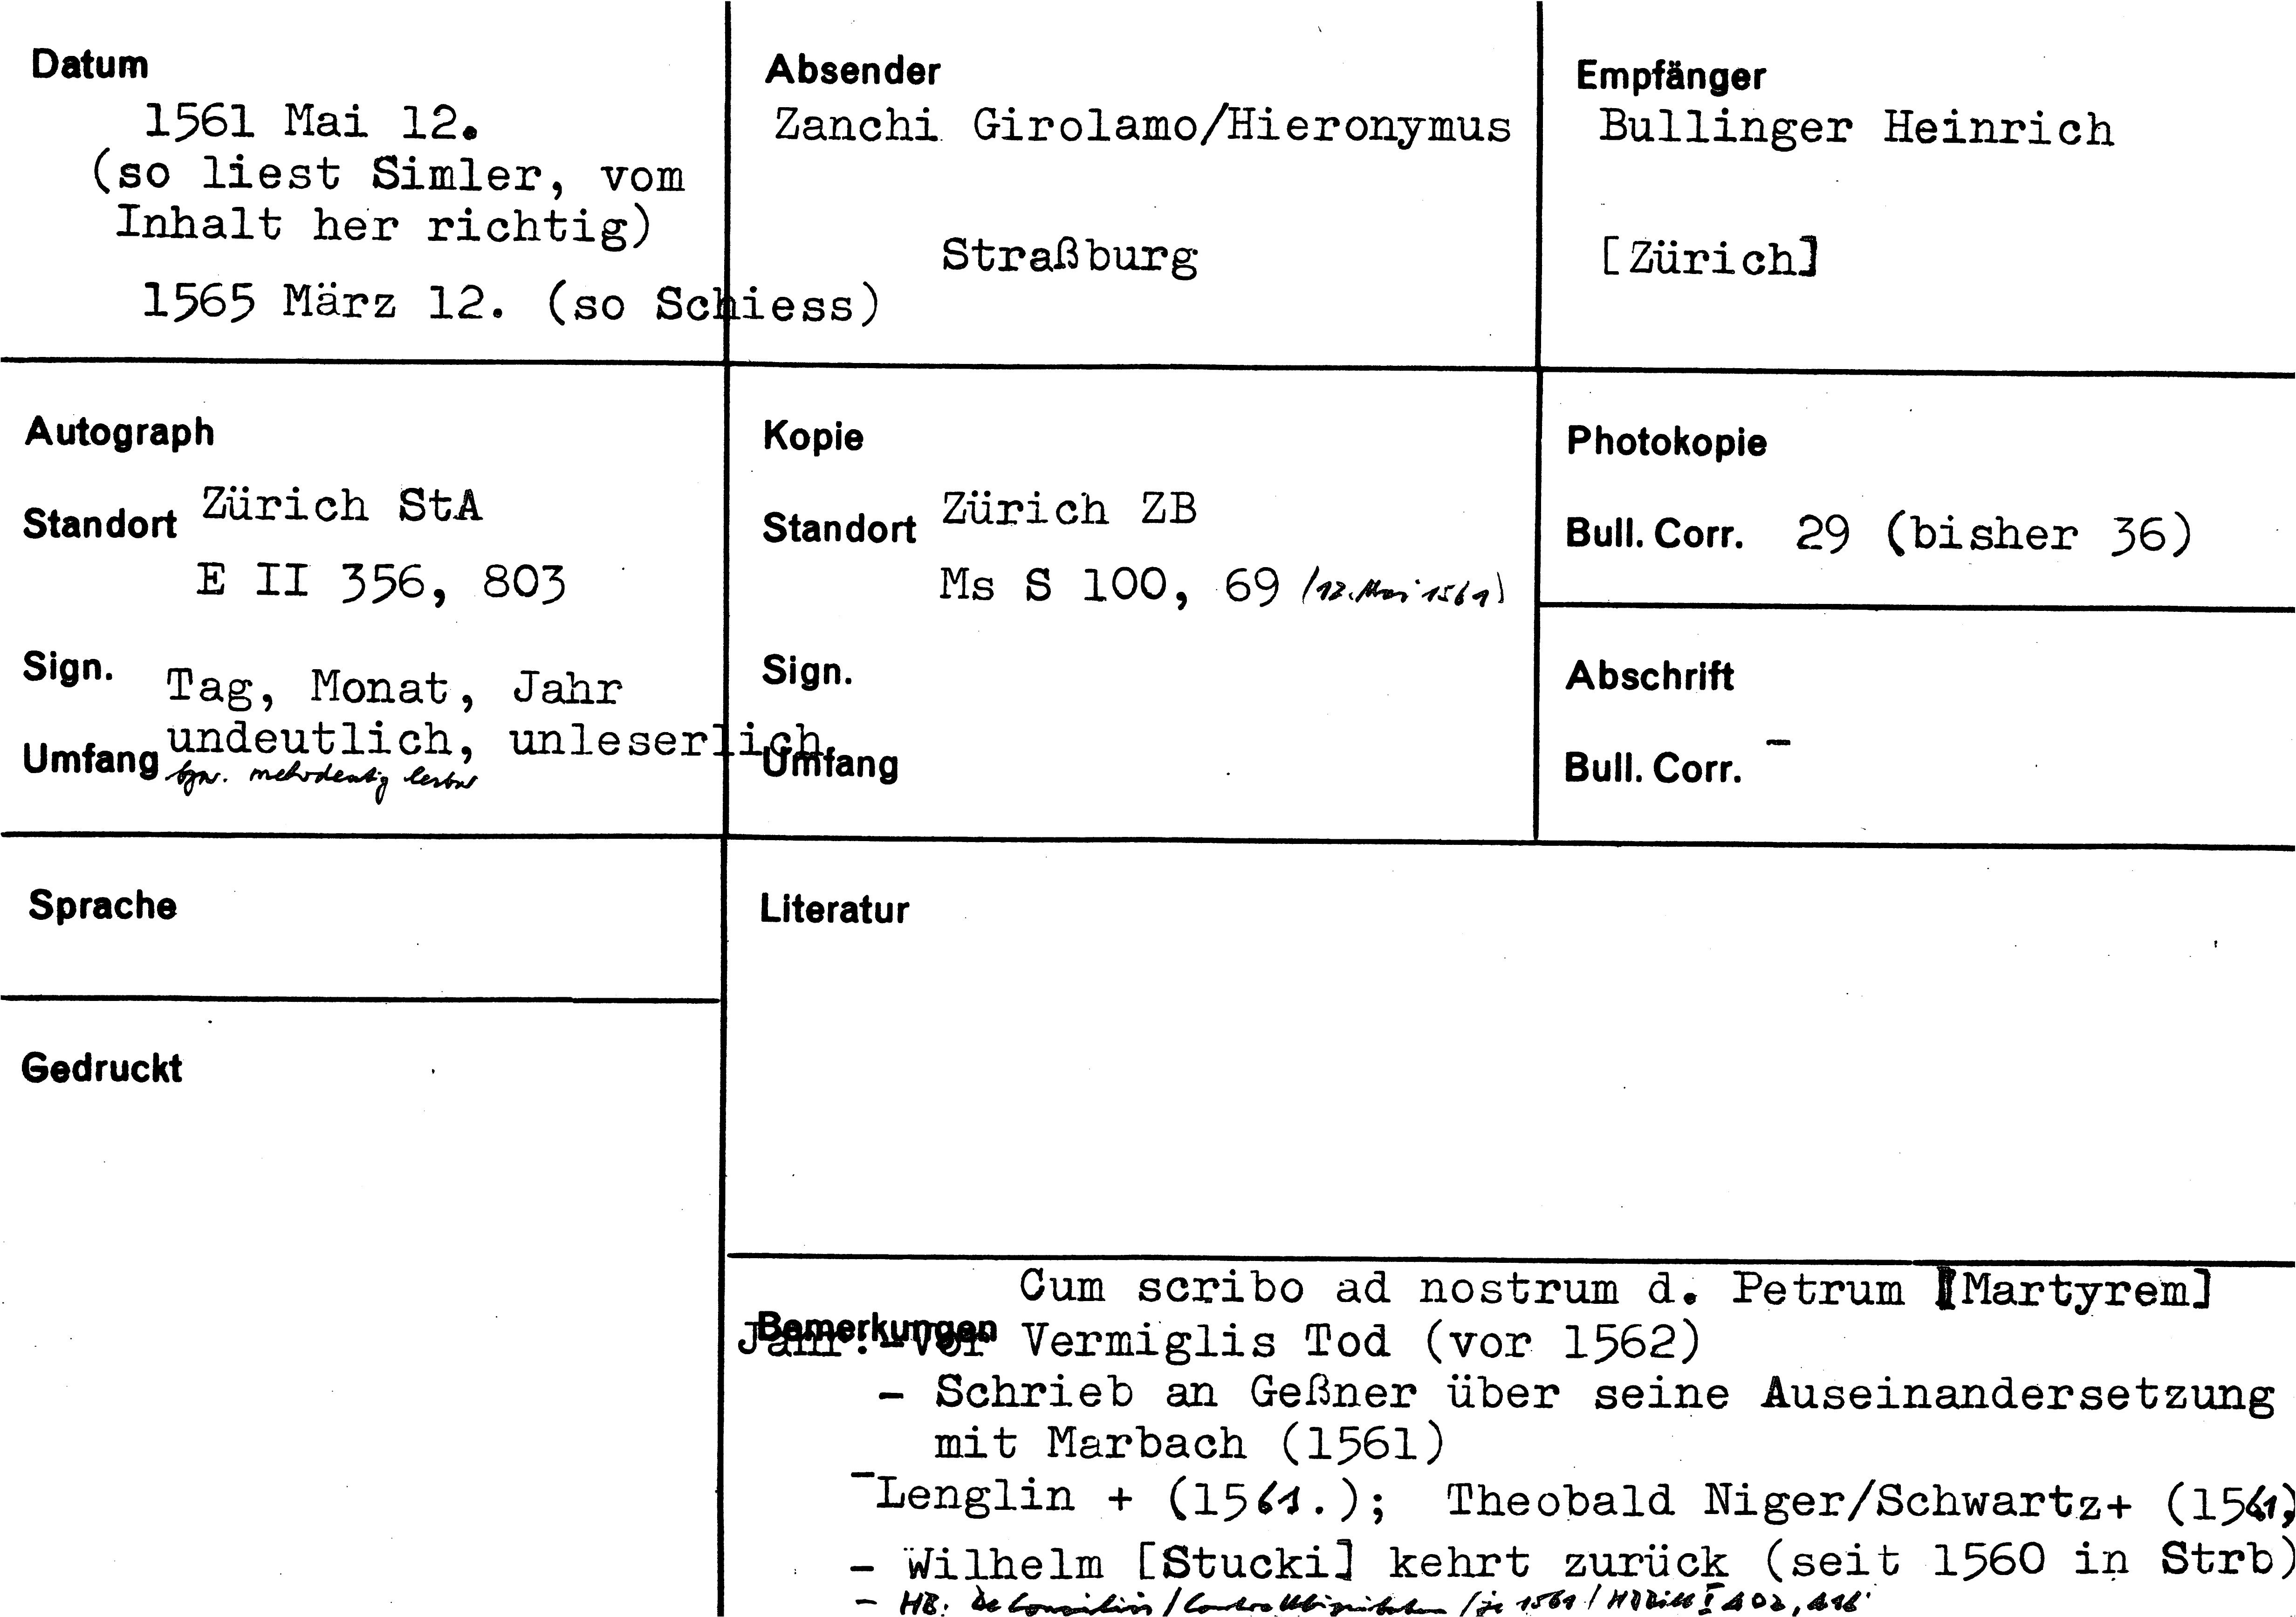 Datum
1561 Mai 12.
(so liest Simler, vom
Inhalt her richtig)
1565 März 12. (so Schiess)
Absender
Zanchi Girolamo/Hieronymus
Straßburg
Empfänger
Bullinger Heinrich
[Zürich]
Autograph
Standort Zürich StA
E II 356, 803
Sign. Tag, Monat, Jahr
undeutlich, unleserlich
Umfang bzw. mehrdeutig lesbar
Kopie
Standort Zürich ZB
Ms S 100, 69 (12. Mai 1561)
Sign.
Umfang
Photokopie
Bull. Corr. 29 (bisher 36)
Abschrift
Bull. Corr. -
Sprache
Gedruckt
Literatur
Bemerkungen
Cum scribo ad nostrum d. Petrum [Martyrem]
Jahr:-Vor Vermiglis Tod (vor 1562)
- Schrieb an Geßner über seine Auseinandersetzung
mit Marbach (1561)
-Lenglin + (1561.); Theobald Niger/Schwartz+ (1561)
- Wilhelm [Stucki] kehrt zurück (seit 1560 in Strb)
- HB: De Conciliis / Contra (je 1561 / HBBibl I 402,